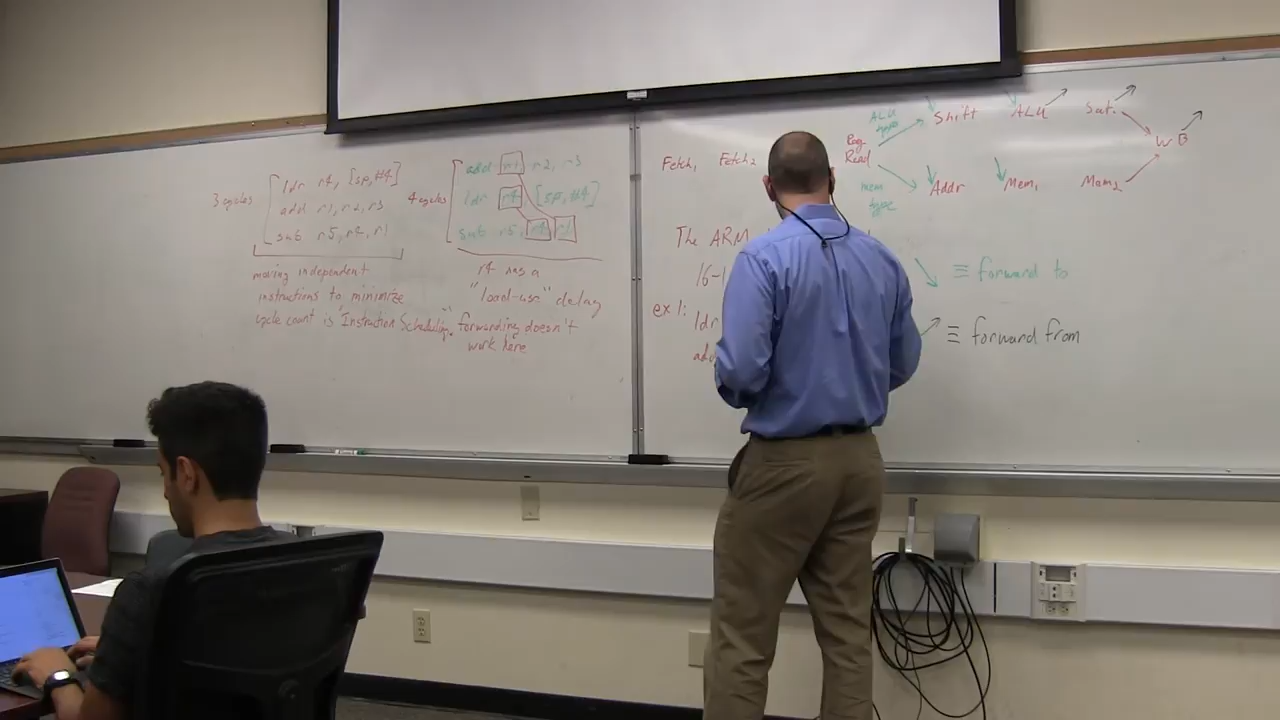 3 cycles
ldr r4, [sp, #4]
add r1, r2, r3
sub r5, r4, r1
moving independent
instructions to minimize
cycle count is "Instruction Scheduling".
4 cycles
add r1, r2, r3
ldr r4, [sp, #4]
sub r5, r4, r1
r4 has a
"load-use" delay
forwarding doesn't
work here
Fetch1 Fetch2
Reg Read
ALU type
Shift ALU Sat.
WB
mem type
Addr Mem1 Mem2
The ARM
ex 1:
ldr
≡ forward to
≡ forward from